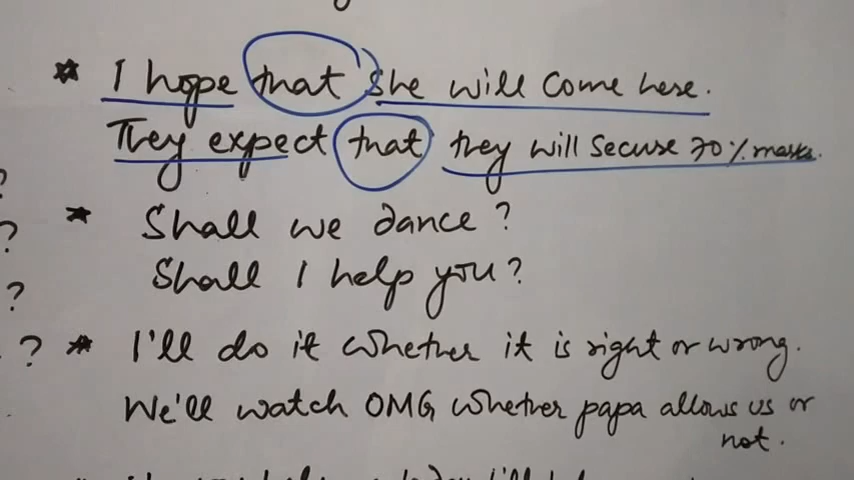 * I hope that she will come here.
They expect that they will secure 70% marks.
* Shall we dance?
Shall I help you?
? * I'll do it whether it is right or wrong.
We'll watch OMG whether papa allows us or
not.